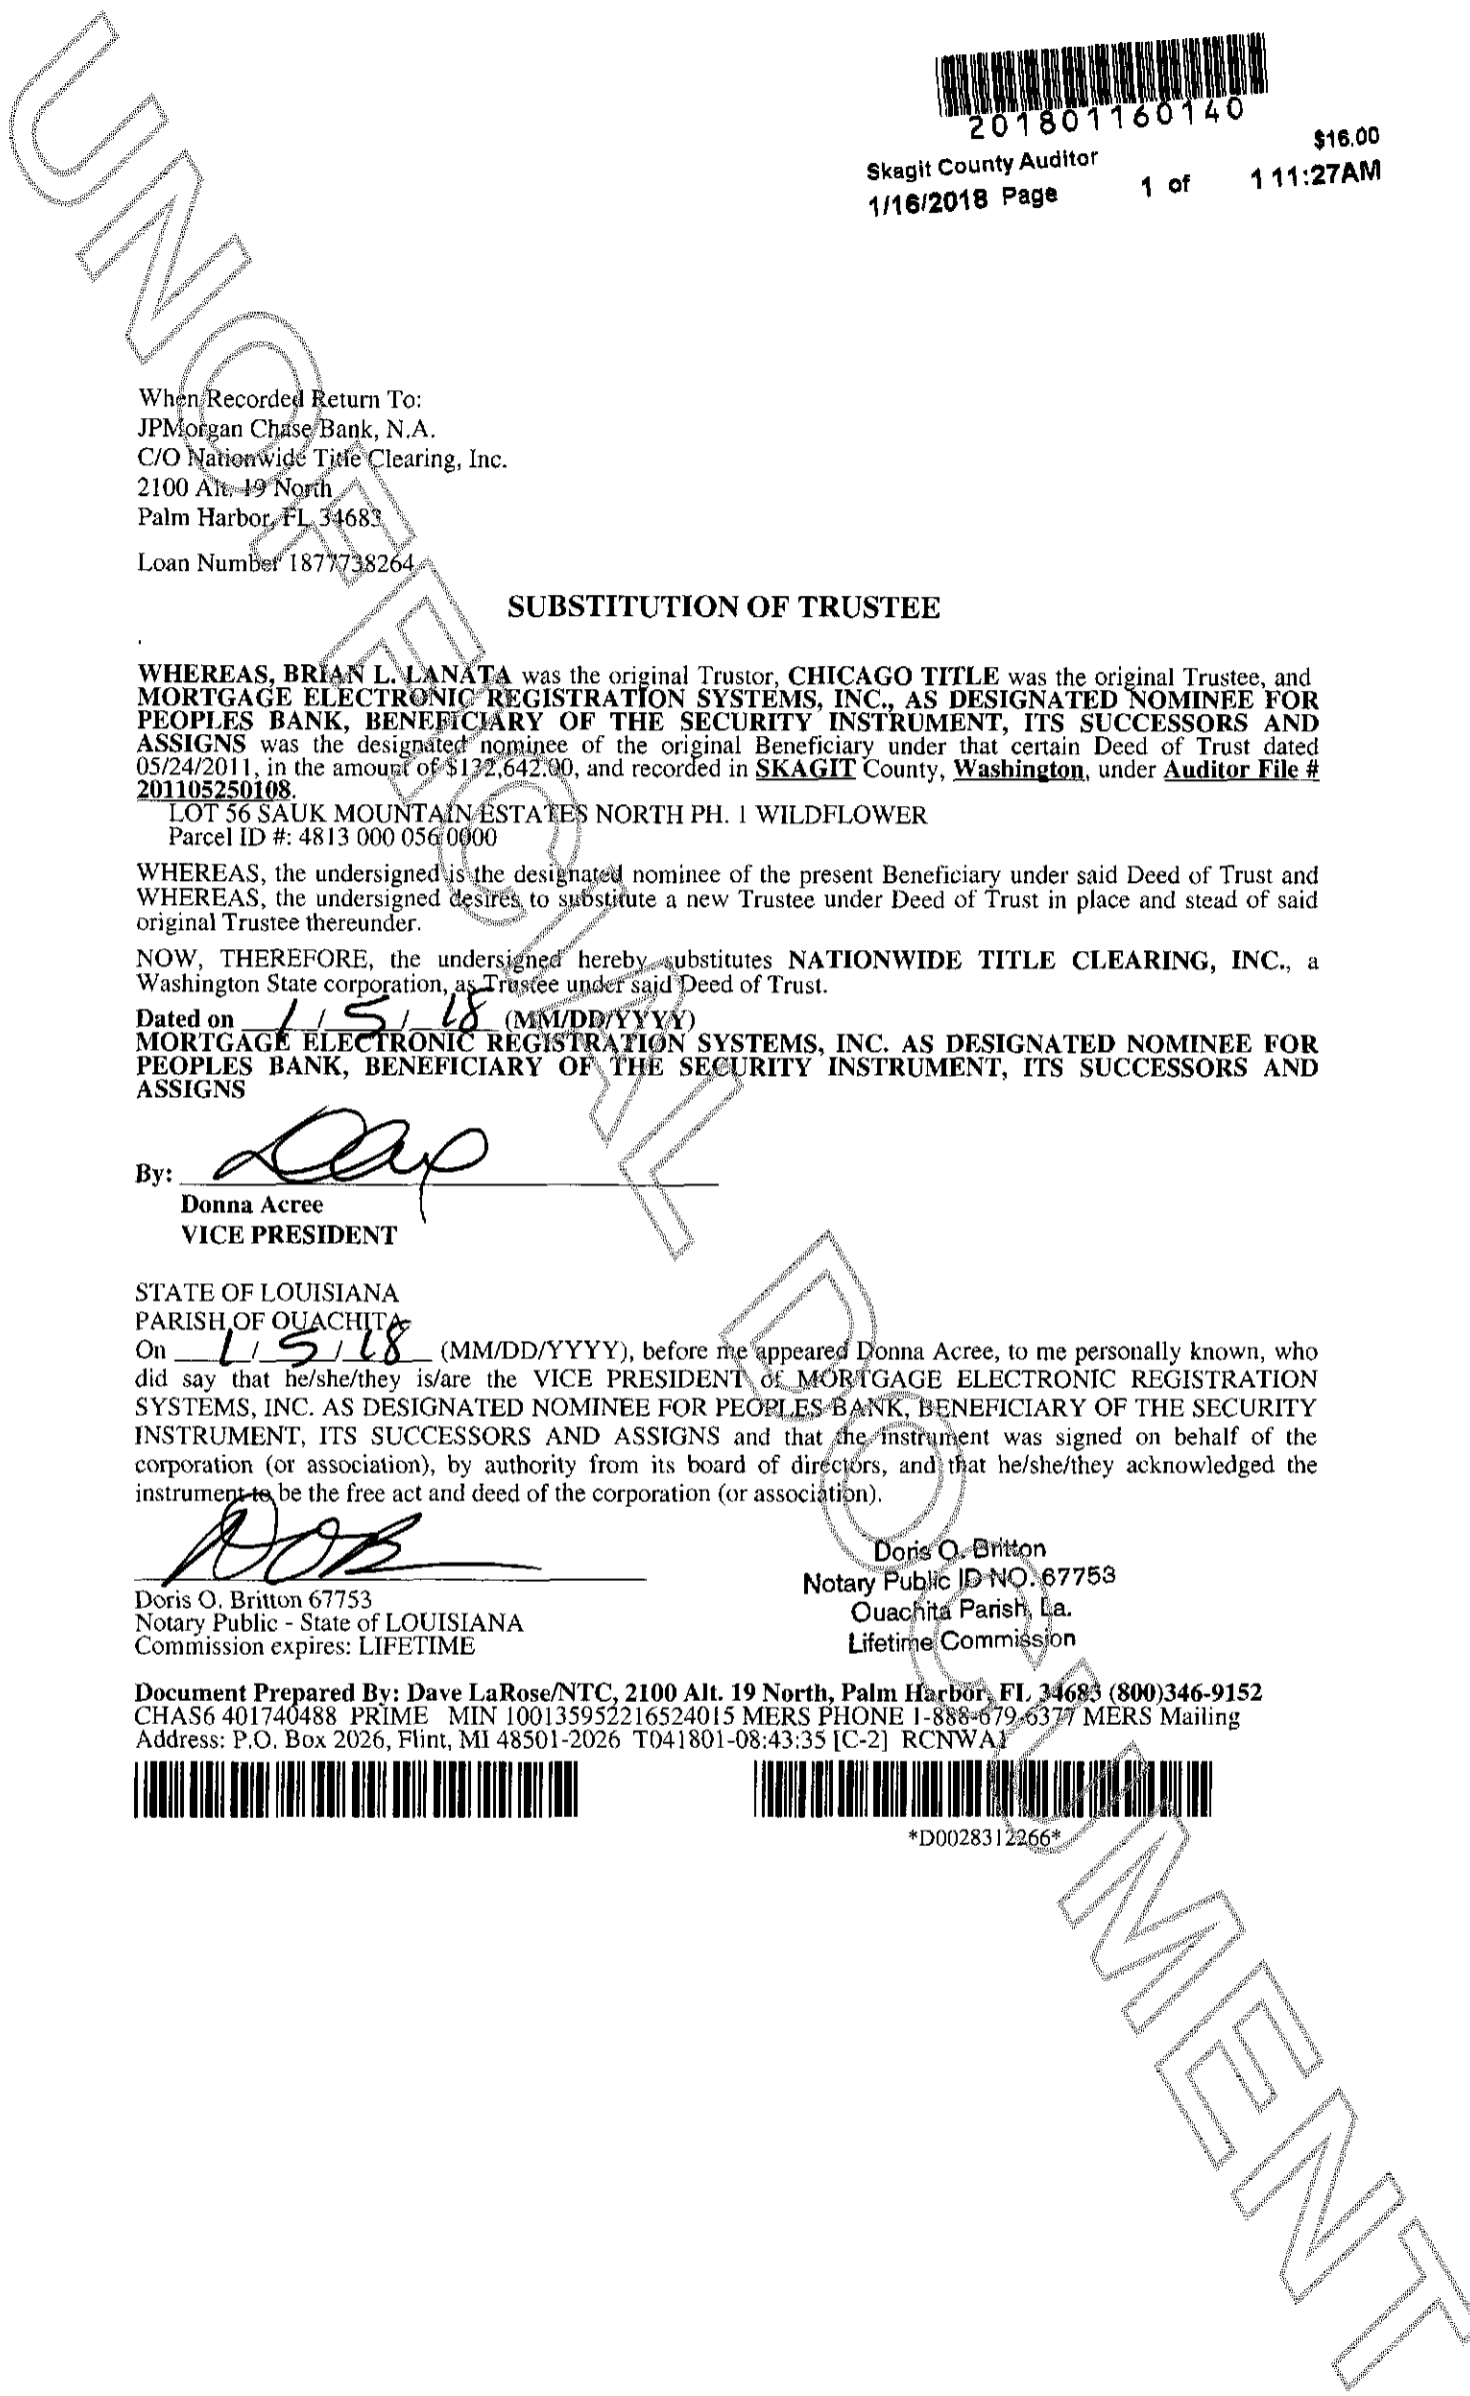 201801160140
Skagit County Auditor $16.00
1/16/2018 Page 1 of 1 11:27AM
When Recorded Return To:
JPMorgan Chase Bank, N.A.
C/O Nationwide Title Clearing, Inc.
2100 Alt. 19 North
Palm Harbor, FL 34683
Loan Number 1877738264
SUBSTITUTION OF TRUSTEE
WHEREAS, BRIAN L. LANATA was the original Trustor, CHICAGO TITLE was the original Trustee, and
MORTGAGE ELECTRONIC REGISTRATION SYSTEMS, INC., AS DESIGNATED NOMINEE FOR
PEOPLES BANK, BENEFICIARY OF THE SECURITY INSTRUMENT, ITS SUCCESSORS AND
ASSIGNS was the designated nominee of the original Beneficiary under that certain Deed of Trust dated
05/24/2011, in the amount of $132,642.00, and recorded in SKAGIT County, Washington, under Auditor File #
201105250108.
LOT 56 SAUK MOUNTAIN ESTATES NORTH PH. 1 WILDFLOWER
Parcel ID #: 4813 000 056 0000
WHEREAS, the undersigned is the designated nominee of the present Beneficiary under said Deed of Trust and
WHEREAS, the undersigned desires to substitute a new Trustee under Deed of Trust in place and stead of said
original Trustee thereunder.
NOW, THEREFORE, the undersigned hereby substitutes NATIONWIDE TITLE CLEARING, INC., a
Washington State corporation, as Trustee under said Deed of Trust.
Dated on 1 / 5 / 18 (MM/DD/YYYY)
MORTGAGE ELECTRONIC REGISTRATION SYSTEMS, INC. AS DESIGNATED NOMINEE FOR
PEOPLES BANK, BENEFICIARY OF THE SECURITY INSTRUMENT, ITS SUCCESSORS AND
ASSIGNS
By:
Donna Acree
VICE PRESIDENT
STATE OF LOUISIANA
PARISH OF OUACHITA
On 1 / 5 / 18 (MM/DD/YYYY), before me appeared Donna Acree, to me personally known, who
did say that he/she/they is/are the VICE PRESIDENT of MORTGAGE ELECTRONIC REGISTRATION
SYSTEMS, INC. AS DESIGNATED NOMINEE FOR PEOPLES BANK, BENEFICIARY OF THE SECURITY
INSTRUMENT, ITS SUCCESSORS AND ASSIGNS and that the instrument was signed on behalf of the
corporation (or association), by authority from its board of directors, and that he/she/they acknowledged the
instrument to be the free act and deed of the corporation (or association).
Doris O. Britton
Notary Public ID NO. 67753
Ouachita Parish, La.
Lifetime Commission
Doris O. Britton 67753
Notary Public - State of LOUISIANA
Commission expires: LIFETIME
Document Prepared By: Dave LaRose/NTC, 2100 Alt. 19 North, Palm Harbor, FL 34683 (800)346-9152
CHAS6 401740488 PRIME MIN 100135952216524015 MERS PHONE 1-888-679-6377 MERS Mailing
Address: P.O. Box 2026, Flint, MI 48501-2026 T041801-08:43:35 [C-2] RCNWA1
*D0028312266*
UNOFFICIAL DOCUMENT